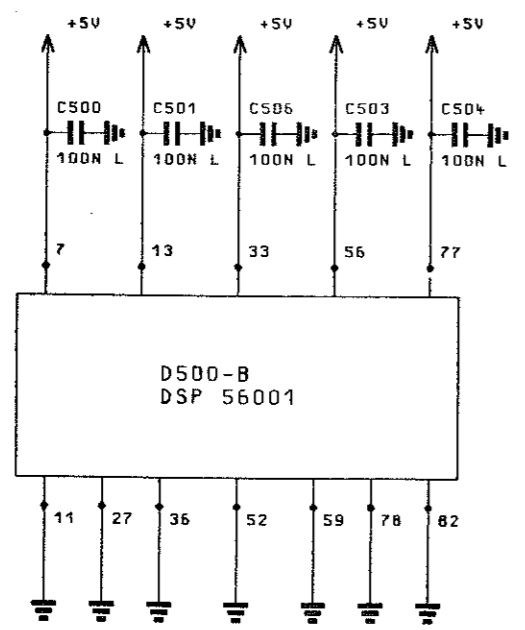 +5V +5V +5V +5V +5V
C500 C501 C506 C503 C504
100N L 100N L 100N L 100N L 100N L
7 13 33 56 77
D500-B
DSP 56001
11 27 36 52 59 78 82